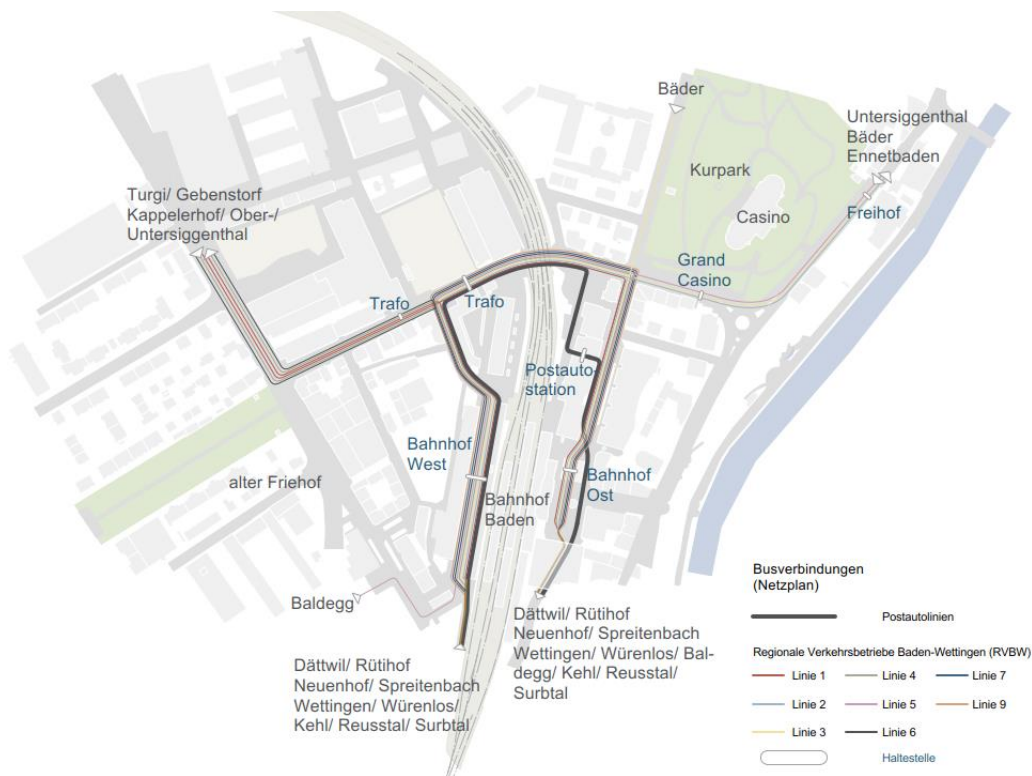 Bäder
Untersiggenthal
Bäder
Ennetbaden
Kurpark
Turgi/ Gebenstorf
Kappelerhof/ Ober-/
Untersiggenthal
Casino
Freihof
Grand
Casino
Trafo
Trafo
Postauto-
station
Bahnhof
West
alter Friehof
Bahnhof
Baden
Bahnhof
Ost
Baldegg
Dättwil/ Rütihof
Neuenhof/ Spreitenbach
Wettingen/ Würenlos/
Kehl/ Reusstal/ Surbtal
Dättwil/ Rütihof
Neuenhof/ Spreitenbach
Wettingen/ Würenlos/ Bal-
degg/ Kehl/ Reusstal/
Surbtal
Busverbindungen
(Netzplan)
Postautolinien
Regionale Verkehrsbetriebe Baden-Wettingen (RVBW)
Linie 1
Linie 4
Linie 7
Linie 2
Linie 5
Linie 9
Linie 3
Linie 6
Haltestelle